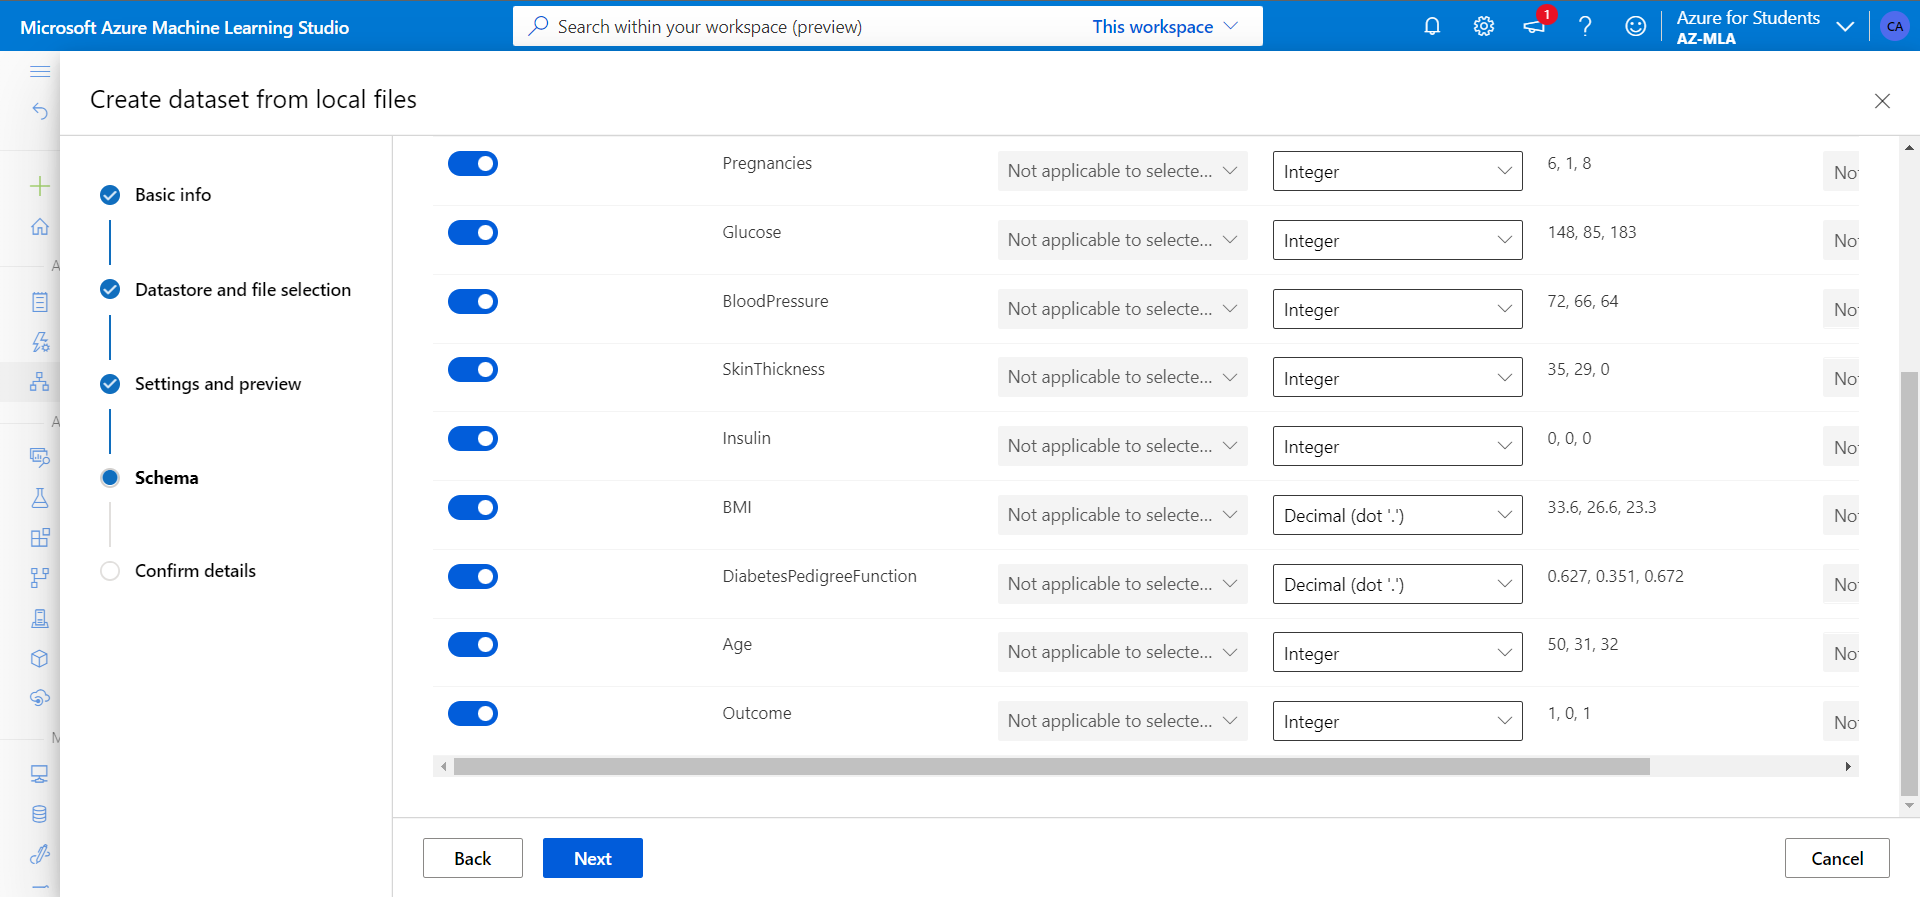 Microsoft Azure Machine Learning Studio
Search within your workspace (preview)
This workspace
1
Azure for Students
AZ-MLA
CA
Create dataset from local files
Basic info
Datastore and file selection
Settings and preview
Schema
Confirm details
A
A
M
Pregnancies Not applicable to selecte... Integer 6, 1, 8 No
Glucose Not applicable to selecte... Integer 148, 85, 183 No
BloodPressure Not applicable to selecte... Integer 72, 66, 64 No
SkinThickness Not applicable to selecte... Integer 35, 29, 0 No
Insulin Not applicable to selecte... Integer 0, 0, 0 No
BMI Not applicable to selecte... Decimal (dot '.') 33.6, 26.6, 23.3 No
DiabetesPedigreeFunction Not applicable to selecte... Decimal (dot '.') 0.627, 0.351, 0.672 No
Age Not applicable to selecte... Integer 50, 31, 32 No
Outcome Not applicable to selecte... Integer 1, 0, 1 No
Back
Next
Cancel